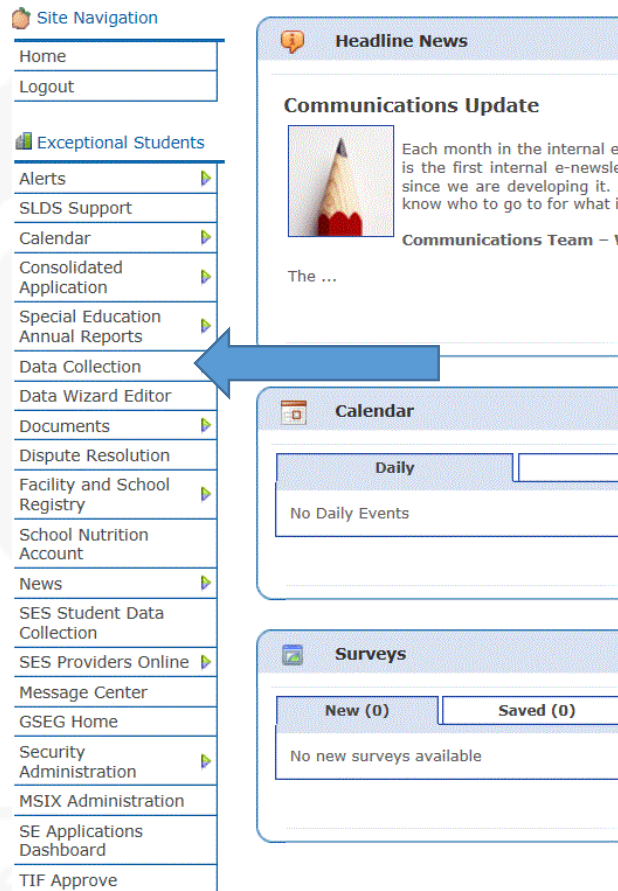 Site Navigation
Home
Logout
Exceptional Students
Alerts
SLDS Support
Calendar
Consolidated
Application
Special Education
Annual Reports
Data Collection
Data Wizard Editor
Documents
Dispute Resolution
Facility and School
Registry
School Nutrition
Account
News
SES Student Data
Collection
SES Providers Online
Message Center
GSEG Home
Security
Administration
MSIX Administration
SE Applications
Dashboard
TIF Approve
Headline News
Communications Update
Each month in the internal e
is the first internal e-newsle
since we are developing it.
know who to go to for what i
Communications Team –
The ...
Calendar
Daily
No Daily Events
Surveys
New (0) Saved (0)
No new surveys available